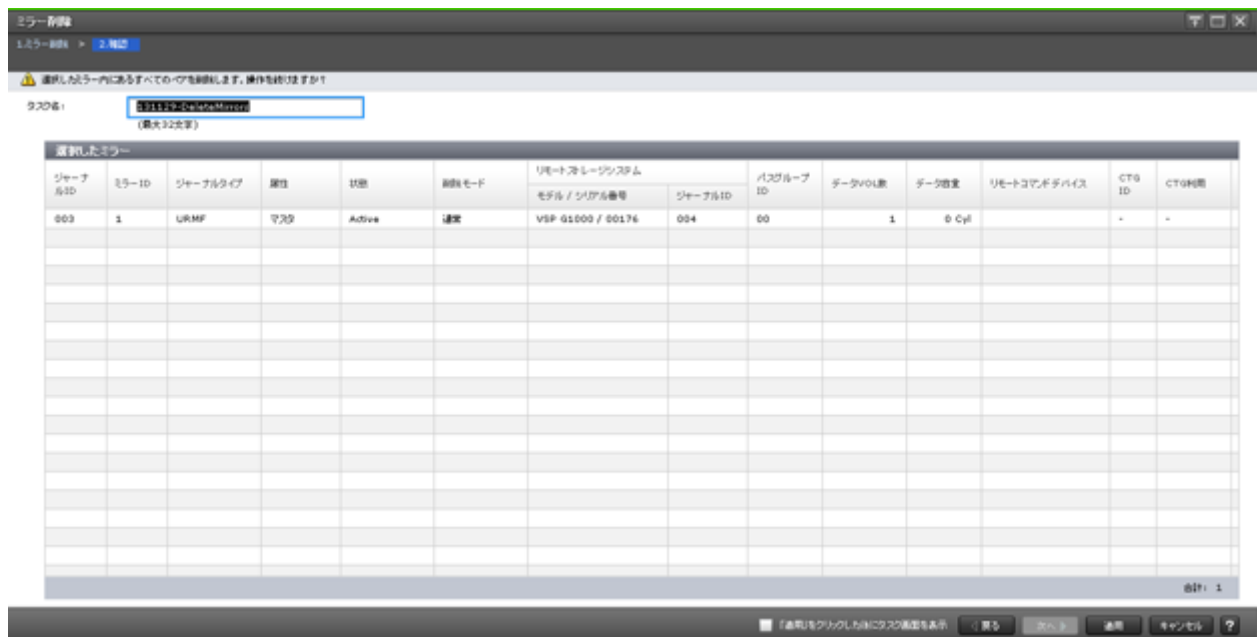 ミラー削除
1.ミラー削除 > 2.確認
選択したミラー内にあるすべてのペアを削除します。操作を続けますか?
タスク名: 131129-DeleteMirrors
(最大32文字)
選択したミラー
ジャーナルID ミラーID ジャーナルタイプ 属性 状態 削除モード リモートストレージシステム パスグループID データVOL数 データ容量 リモートコマンドデバイス CTG ID CTG利用
モデル / シリアル番号 ジャーナルID
003 1 URMF マスタ Active 通常 VSP G1000 / 00176 004 00 1 0 Cyl - -
合計: 1
「適用」をクリックした後にタスク画面を表示 戻る 次へ 適用 キャンセル ?